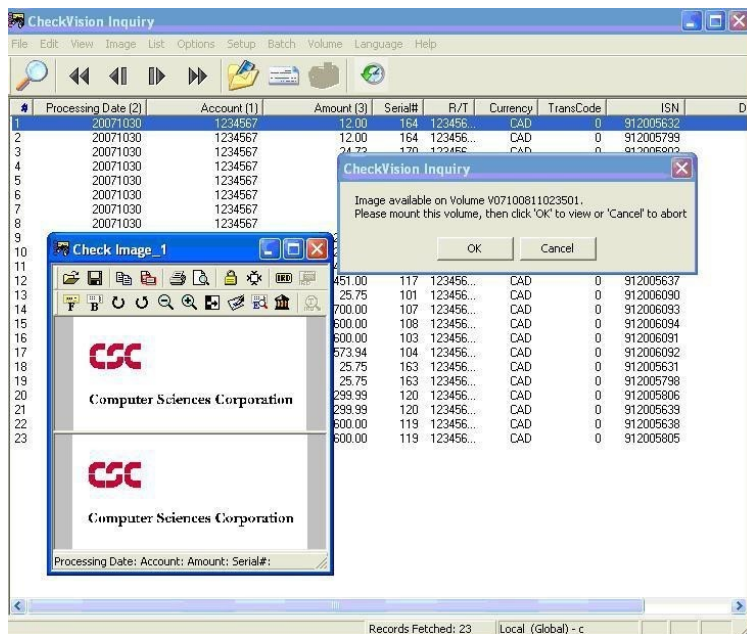 CheckVision Inquiry
File Edit View Image List Options Setup Batch Volume Language Help
# Processing Date (2) Account (1) Amount (3) Serial# R/T Currency TransCode ISN D
1 20071030 1234567 12.00 164 123456... CAD 0 912005632
2 20071030 1234567 12.00 164 123456... CAD 0 912005799
3 20071030 1234567 24.73 170 123456 CAD 0 912005803
4 20071030 1234567
5 20071030 1234567
6 20071030 1234567
7 20071030 1234567
8 20071030 1234567
9
10
11
12 451.00 117 123456... CAD 0 912005637
13 25.75 101 123456... CAD 0 912006090
14 700.00 107 123456... CAD 0 912006093
15 600.00 108 123456... CAD 0 912006094
16 600.00 103 123456... CAD 0 912006091
17 573.94 104 123456... CAD 0 912006092
18 25.75 163 123456... CAD 0 912005631
19 25.75 163 123456... CAD 0 912005798
20 299.99 120 123456... CAD 0 912005806
21 299.99 120 123456... CAD 0 912005639
22 600.00 119 123456... CAD 0 912005638
23 600.00 119 123456... CAD 0 912005805
CheckVision Inquiry
Image available on Volume V07100811023501.
Please mount this volume, then click 'OK' to view or 'Cancel' to abort
OK Cancel
Check Image_1
IRD
F B
CSC
Computer Sciences Corporation
CSC
Computer Sciences Corporation
Processing Date: Account: Amount: Serial#:
Records Fetched: 23 Local (Global) - c